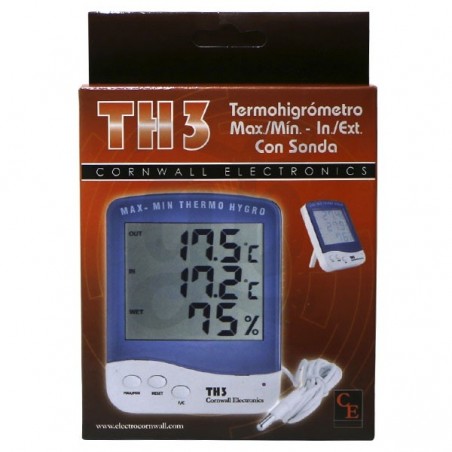 TH3
Termohigrómetro
Max./Mín. - In./Ext.
Con Sonda
CORNWALL ELECTRONICS
MAX- MIN THERMO HYGRO
OUT
17.5°C
IN
17.2°C
WET
75%
RESET
TH3
Cornwall Electronics
CE
www.electrocornwall.com